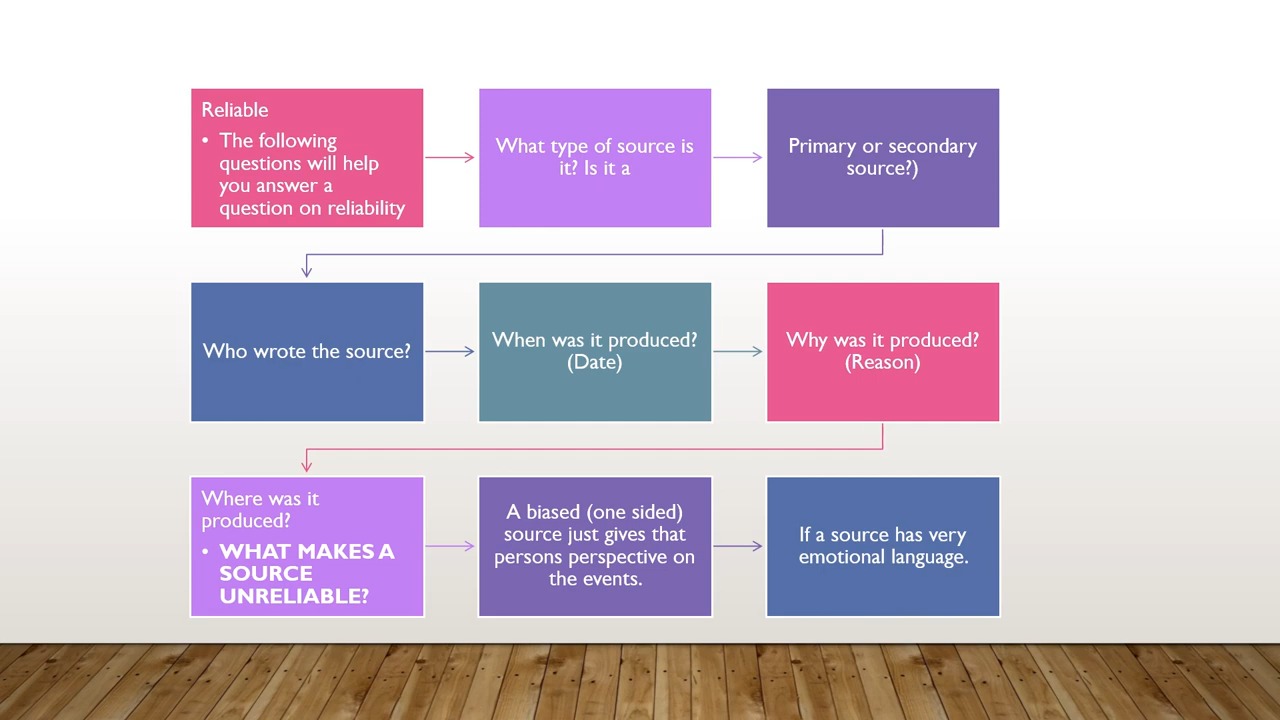 Reliable
• The following
questions will help
you answer a
question on reliability
What type of source is
it? Is it a
Primary or secondary
source?)
Who wrote the source?
When was it produced?
(Date)
Why was it produced?
(Reason)
Where was it
produced?
• WHAT MAKES A
SOURCE
UNRELIABLE?
A biased (one sided)
source just gives that
persons perspective on
the events.
If a source has very
emotional language.